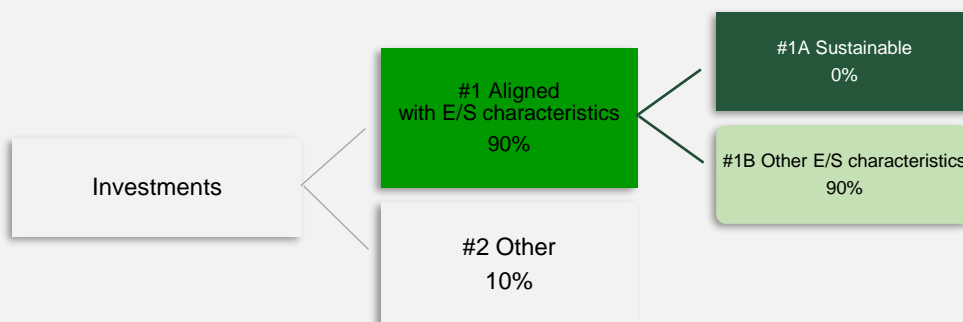 Investments
#1 Aligned
with E/S characteristics
90%
#2 Other
10%
#1A Sustainable
0%
#1B Other E/S characteristics
90%